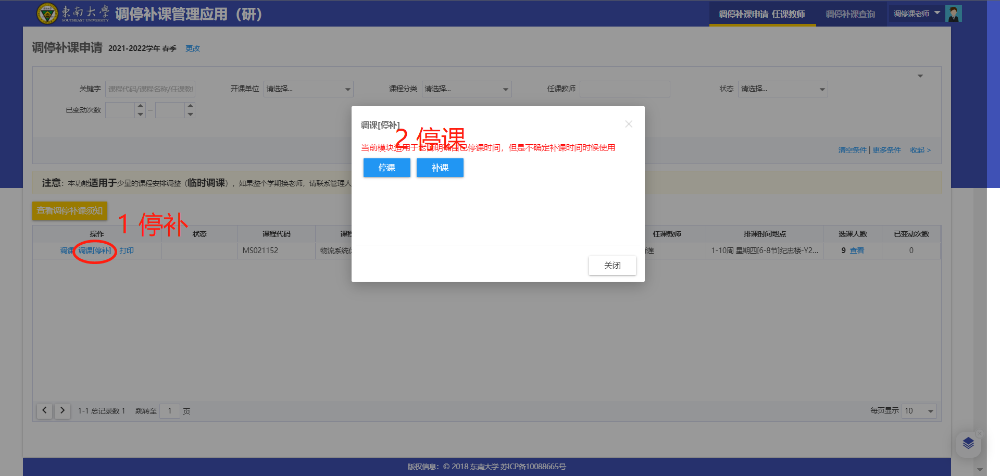 東南大學
SOUTHEAST UNIVERSITY
调停补课管理应用（研）
调停补课申请_任课教师
调停补课查询
调停课老师
调停补课申请 2021-2022学年 春季 更改
关键字 课程代码/课程名称/任课教
开课单位 请选择...
课程分类 请选择...
任课教师
状态 请选择...
已变动次数
清空条件 | 更多条件 收起 >
调课[停补]
2 停课
当前模块适用于老师明确自己停课时间，但是不确定补课时间时候使用
停课 补课
关闭
注意：本功能适用于少量的课程安排调整（临时调课），如果整个学期换老师，请联系管理人
查看调停补课须知
1 停补
操作 状态 课程代码 课程 任课教师 排课时间地点 选课人数 已变动次数
调课 调课[停补] 打印 MS021152 物流系统 莲 1-10周 星期四[6-8节]纪忠楼-Y2... 9 查看 0
1-1 总记录数 1 跳转至 1 页
每页显示 10
版权信息：© 2018 东南大学 苏ICP备10088665号